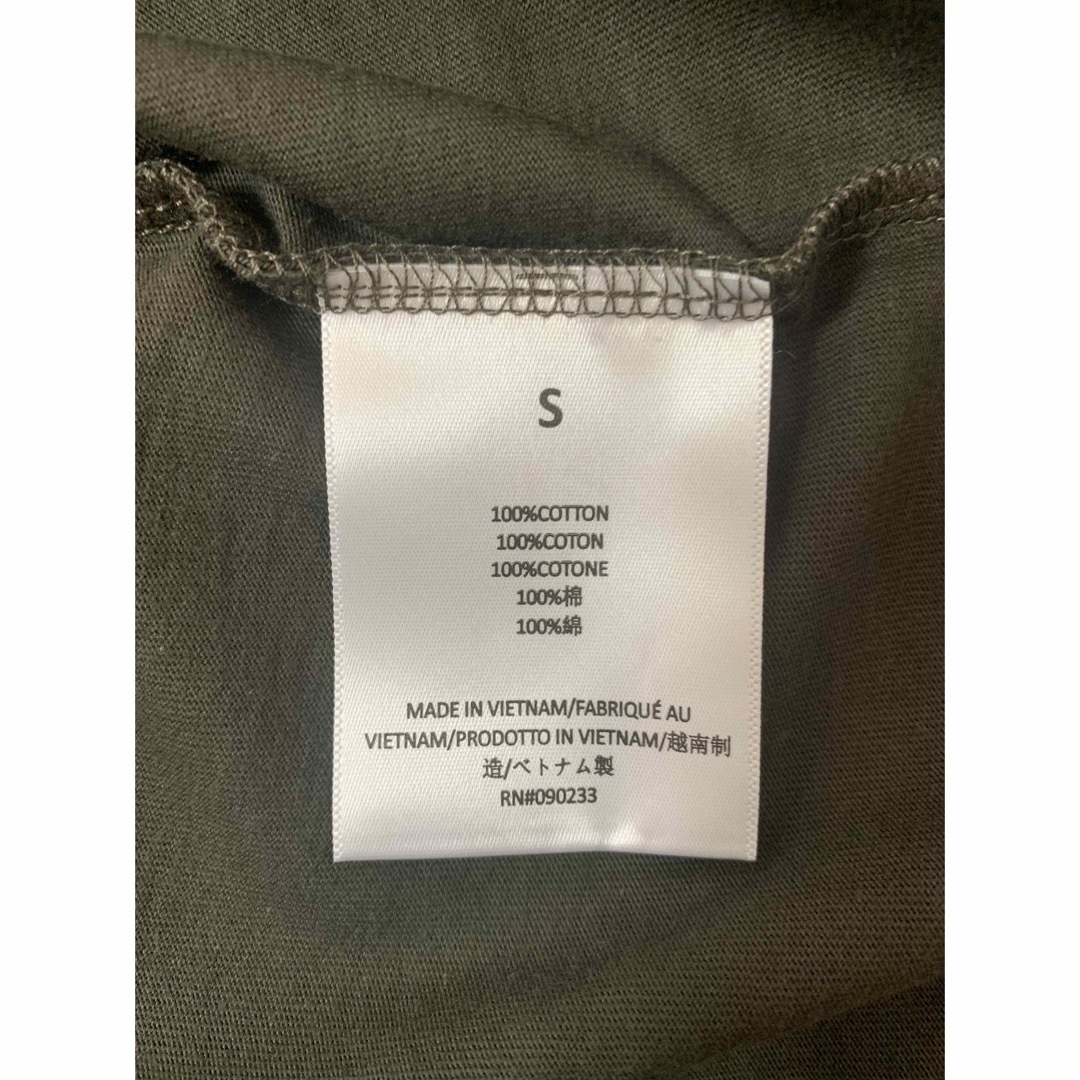 S
100%COTTON
100%COTON
100%COTONE
100%棉
100%綿
MADE IN VIETNAM/FABRIQUÉ AU
VIETNAM/PRODOTTO IN VIETNAM/越南制
造/ベトナム製
RN#090233